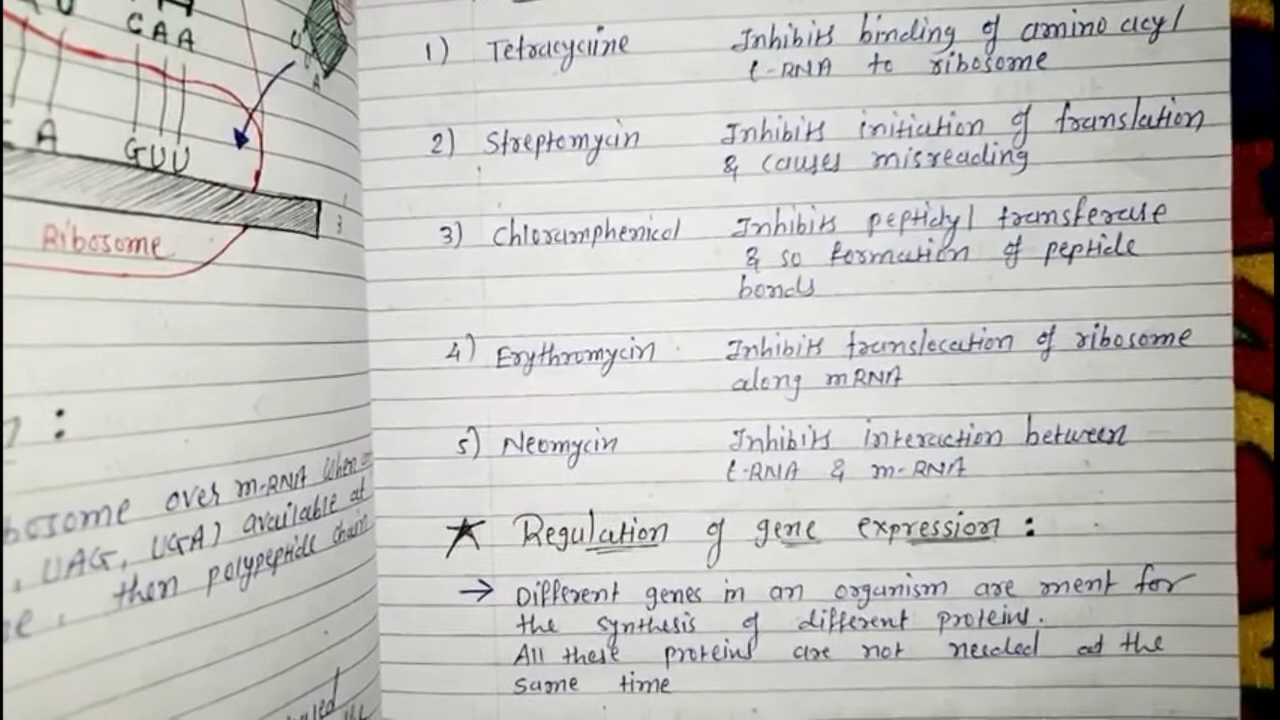 CAA
A
GUU
Ribosome
:
over m-RNA when
, UAG, UGA) available at
, then polypeptide chain
1) Tetracycline Inhibits binding of amino acyl
t-RNA to ribosome
2) Streptomycin Inhibits initiation of translation
& causes misreading
3) Chloramphenicol Inhibits peptidyl transferase
& so formation of peptide
bonds
4) Erythromycin Inhibits translocation of ribosome
along mRNA
5) Neomycin Inhibits interaction between
t-RNA & m-RNA
★ Regulation of gene expression :
→ Different genes in an organism are ment for
the synthesis of different proteins.
All these proteins are not needed at the
same time